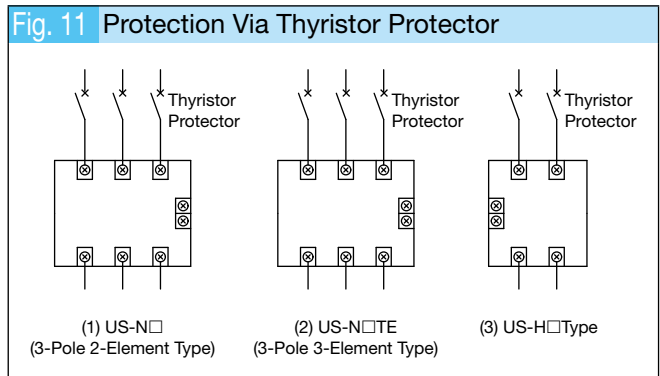 Fig. 11 Protection Via Thyristor Protector
Thyristor
Protector
Thyristor
Protector
Thyristor
Protector
(1) US-N□
(3-Pole 2-Element Type)
(2) US-N□TE
(3-Pole 3-Element Type)
(3) US-H□Type